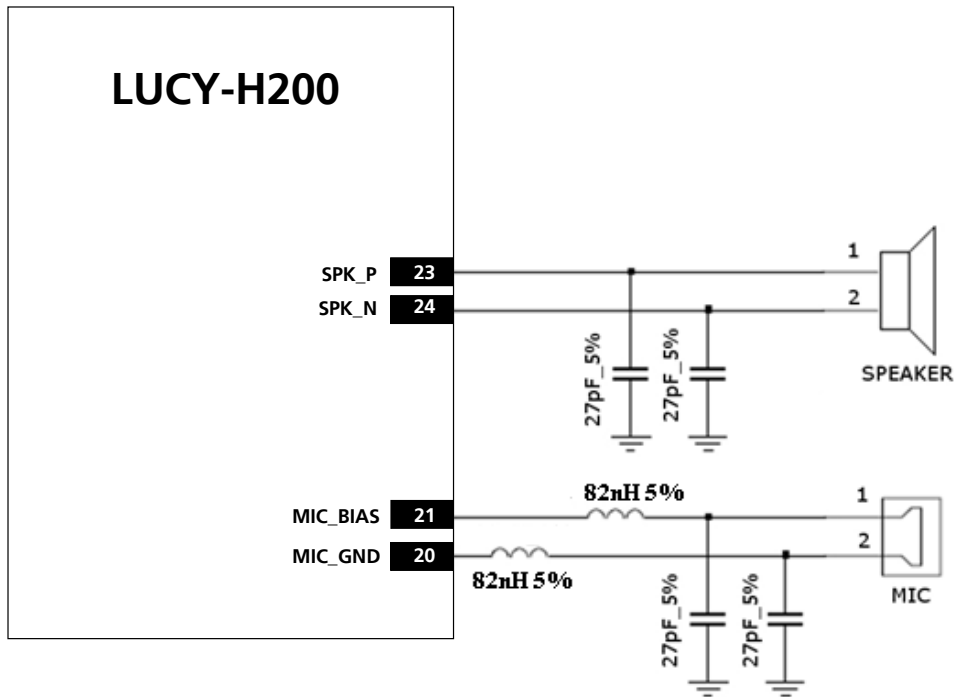 LUCY-H200
SPK_P 23
SPK_N 24
1
2
27pF_5%
27pF_5%
SPEAKER
MIC_BIAS 21
MIC_GND 20
82nH 5%
82nH 5%
1
2
27pF_5%
27pF_5%
MIC